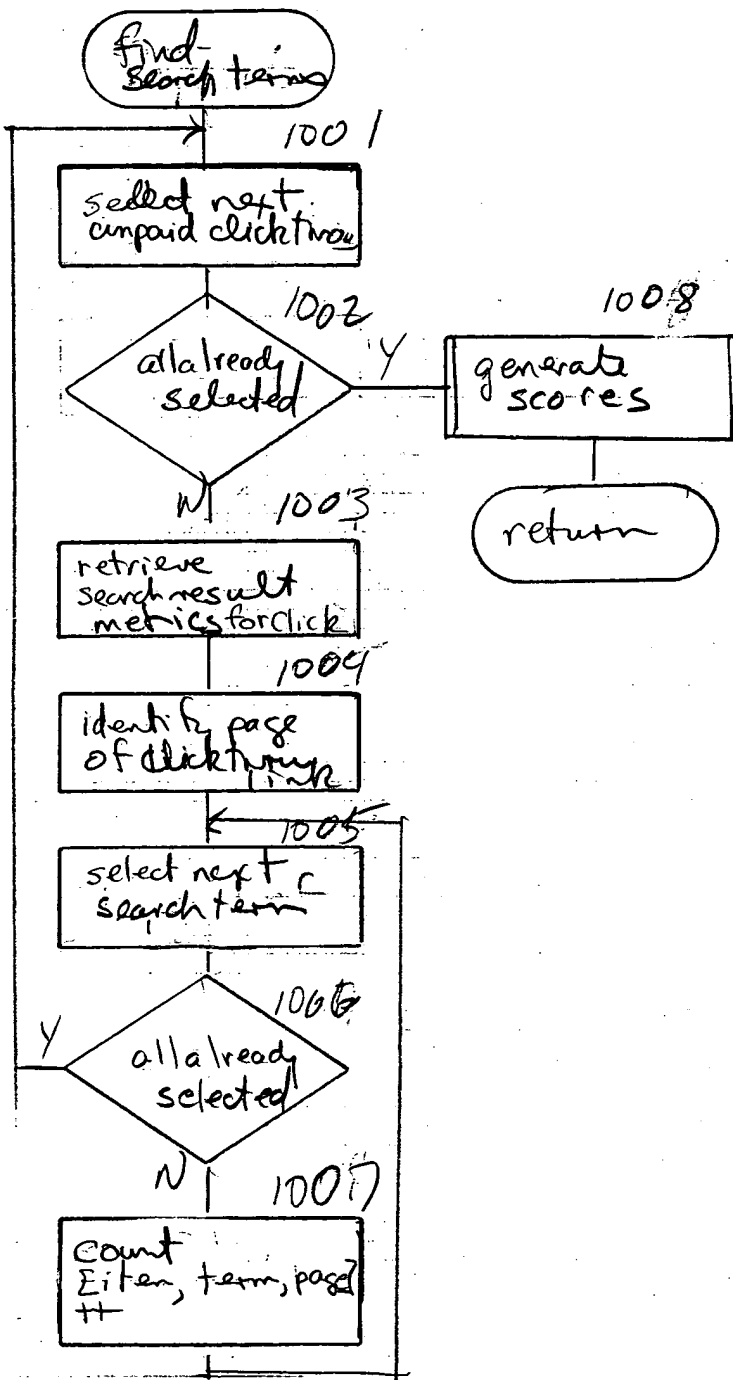 find-
search terms
1001
select next
unpaid clickthrou
1002
all already
selected
Y
1008
generate
scores
return
N
1003
retrieve
search result
metrics for click
1004
identify page
of clickthru
link
1005
select next
search term
1006
all already
selected
Y
N
1007
count
[item, term, page]
++